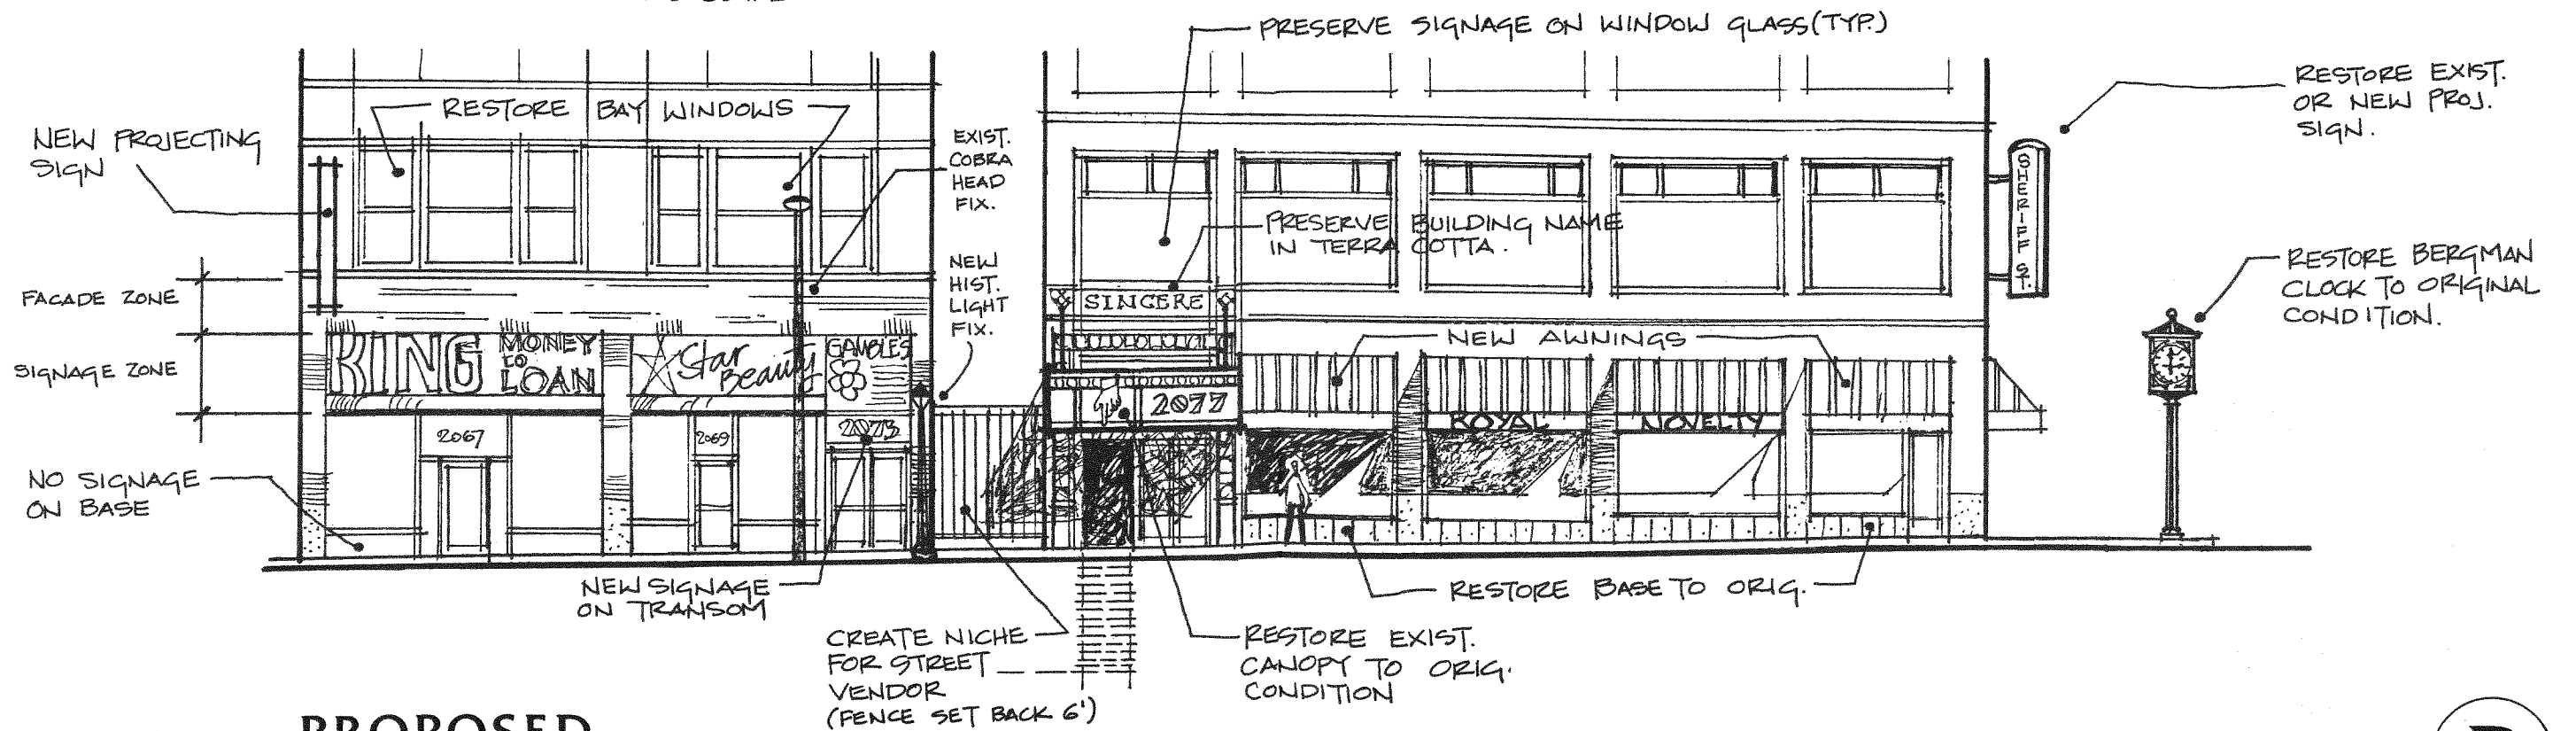 PRESERVE SIGNAGE ON WINDOW GLASS (TYP.)
RESTORE EXIST.
OR NEW PROJ.
SIGN.
RESTORE BAY WINDOWS
NEW PROJECTING
SIGN
EXIST.
COBRA
HEAD
FIX.
SHERIFF ST.
PRESERVE BUILDING NAME
IN TERRA COTTA.
NEW
HIST.
LIGHT
FIX.
RESTORE BERGMAN
CLOCK TO ORIGINAL
CONDITION.
FACADE ZONE
SINCERE
SIGNAGE ZONE
KING
MONEY
TO
LOAN
Star
Beauty
GAMBLES
NEW AWNINGS
2077
ROYAL
NOVELTY
2067
2069
2073
NO SIGNAGE
ON BASE
NEW SIGNAGE
ON TRANSOM
RESTORE BASE TO ORIG.
CREATE NICHE
FOR STREET
VENDOR
(FENCE SET BACK 6')
RESTORE EXIST.
CANOPY TO ORIG.
CONDITION
PROPOSED